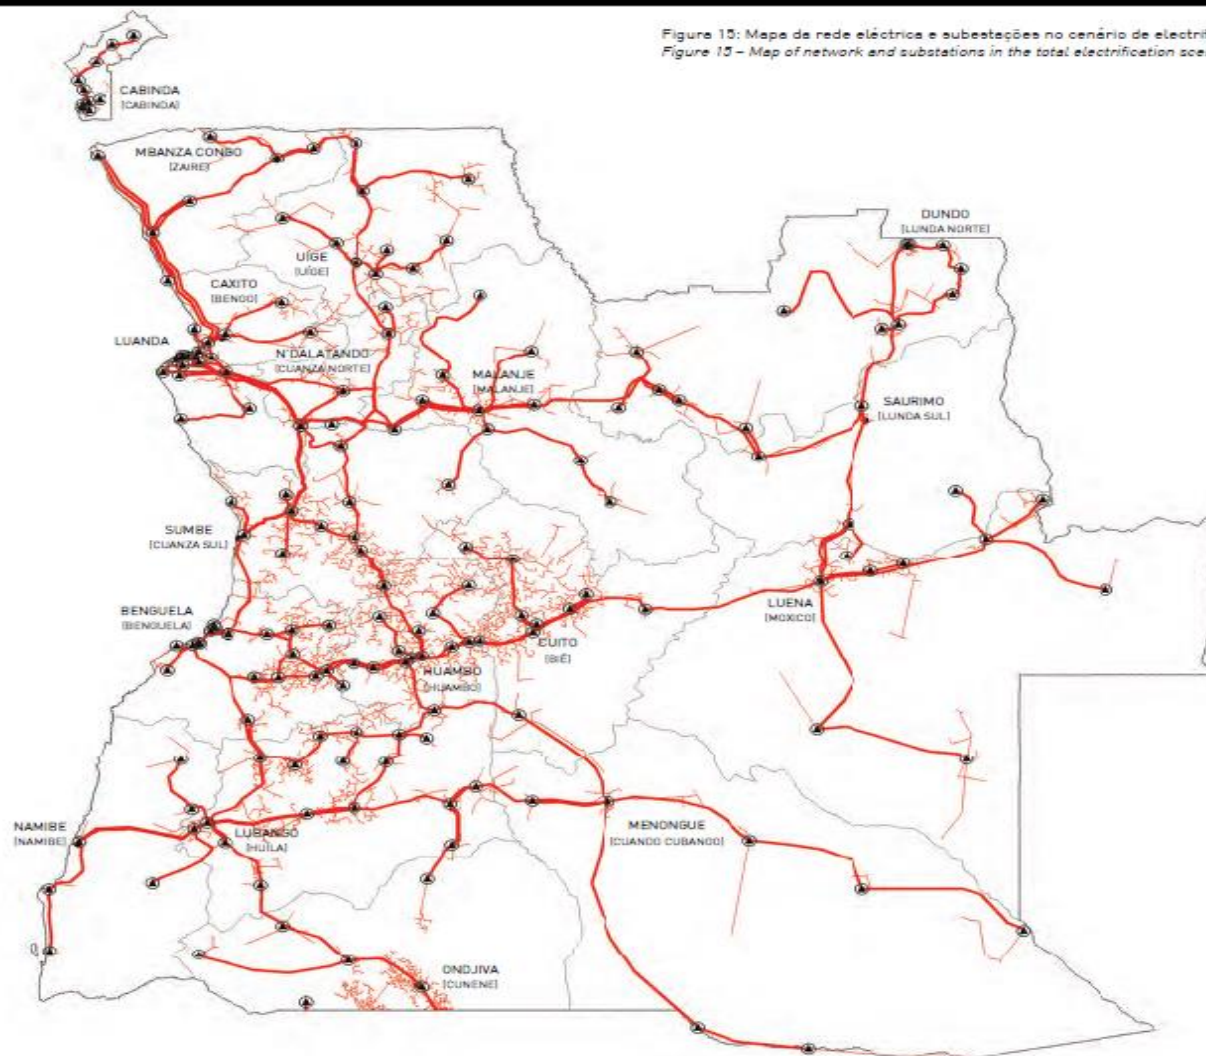 Figura 15: Mapa da rede eléctrica e subestações no cenário de electrif
Figure 15 – Map of network and substations in the total electrification sce
CABINDA
[CABINDA]
MBANZA CONGO
[ZAIRE]
DUNDO
[LUNDA NORTE]
UÍGE
[UÍGE]
CAXITO
[BENGO]
LUANDA
N'DALATANDO
[CUANZA NORTE]
MALANJE
[MALANJE]
SAURIMO
[LUNDA SUL]
SUMBE
[CUANZA SUL]
BENGUELA
[BENGUELA]
LUENA
[MOXICO]
CUITO
[BIÉ]
HUAMBO
[HUAMBO]
NAMIBE
[NAMIBE]
LUBANGO
[HUÍLA]
MENONGUE
[CUANDO CUBANGO]
ONDJIVA
[CUNENE]